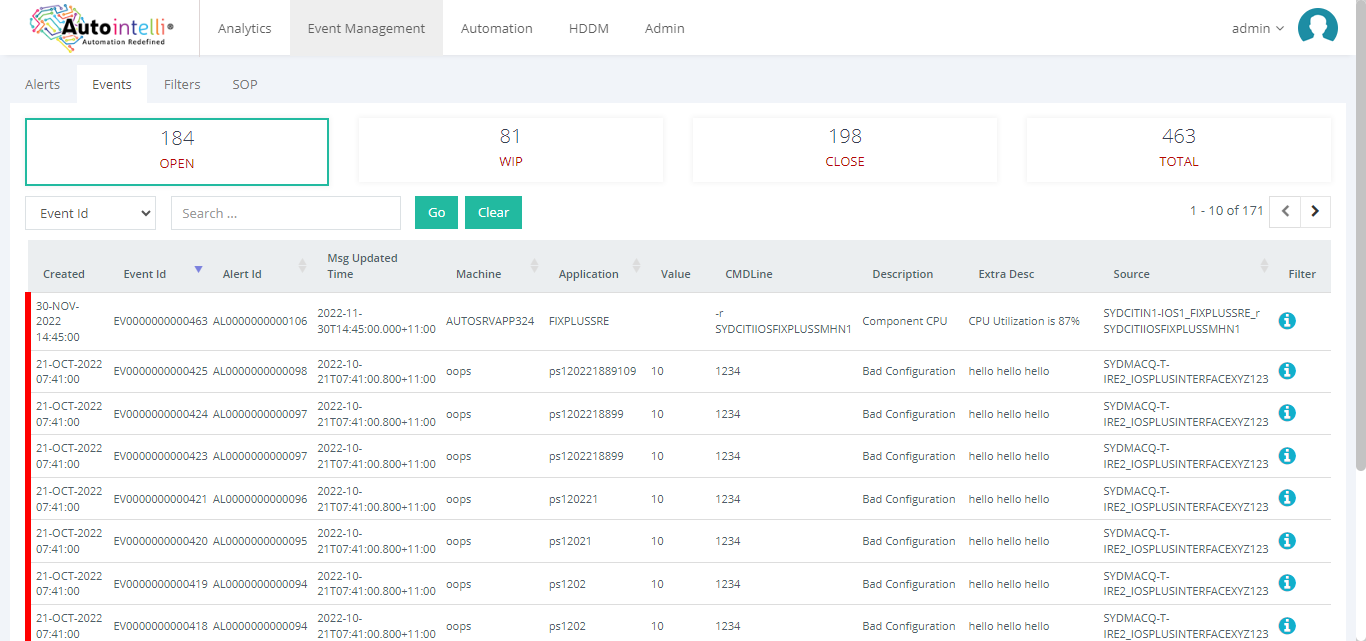 Autointelli®
Automation Redefined
Analytics
Event Management
Automation
HDDM
Admin
admin
Alerts
Events
Filters
SOP
184
OPEN
81
WIP
198
CLOSE
463
TOTAL
Event Id
Search ...
Go
Clear
1 - 10 of 171
Created
Event Id
Alert Id
Msg Updated
Time
Machine
Application
Value
CMDLine
Description
Extra Desc
Source
Filter
30-NOV-
2022
14:45:00
EV0000000000463
AL0000000000106
2022-11-
30T14:45:00.000+11:00
AUTOSRVAPP324
FIXPLUSSRE
-r
SYDCITIIOSFIXPLUSSMHN1
Component CPU
CPU Utilization is 87%
SYDCITIN1-IOS1_FIXPLUSSRE_r
SYDCITIIOSFIXPLUSSMHN1
21-OCT-2022
07:41:00
EV0000000000425
AL0000000000098
2022-10-
21T07:41:00.800+11:00
oops
ps120221889109
10
1234
Bad Configuration
hello hello hello
SYDMACQ-T-
IRE2_IOSPLUSINTERFACEXYZ123
21-OCT-2022
07:41:00
EV0000000000424
AL0000000000097
2022-10-
21T07:41:00.800+11:00
oops
ps1202218899
10
1234
Bad Configuration
hello hello hello
SYDMACQ-T-
IRE2_IOSPLUSINTERFACEXYZ123
21-OCT-2022
07:41:00
EV0000000000423
AL0000000000097
2022-10-
21T07:41:00.800+11:00
oops
ps1202218899
10
1234
Bad Configuration
hello hello hello
SYDMACQ-T-
IRE2_IOSPLUSINTERFACEXYZ123
21-OCT-2022
07:41:00
EV0000000000421
AL0000000000096
2022-10-
21T07:41:00.800+11:00
oops
ps120221
10
1234
Bad Configuration
hello hello hello
SYDMACQ-T-
IRE2_IOSPLUSINTERFACEXYZ123
21-OCT-2022
07:41:00
EV0000000000420
AL0000000000095
2022-10-
21T07:41:00.800+11:00
oops
ps12021
10
1234
Bad Configuration
hello hello hello
SYDMACQ-T-
IRE2_IOSPLUSINTERFACEXYZ123
21-OCT-2022
07:41:00
EV0000000000419
AL0000000000094
2022-10-
21T07:41:00.800+11:00
oops
ps1202
10
1234
Bad Configuration
hello hello hello
SYDMACQ-T-
IRE2_IOSPLUSINTERFACEXYZ123
21-OCT-2022
07:41:00
EV0000000000418
AL0000000000094
2022-10-
21T07:41:00.800+11:00
oops
ps1202
10
1234
Bad Configuration
hello hello hello
SYDMACQ-T-
IRE2_IOSPLUSINTERFACEXYZ123